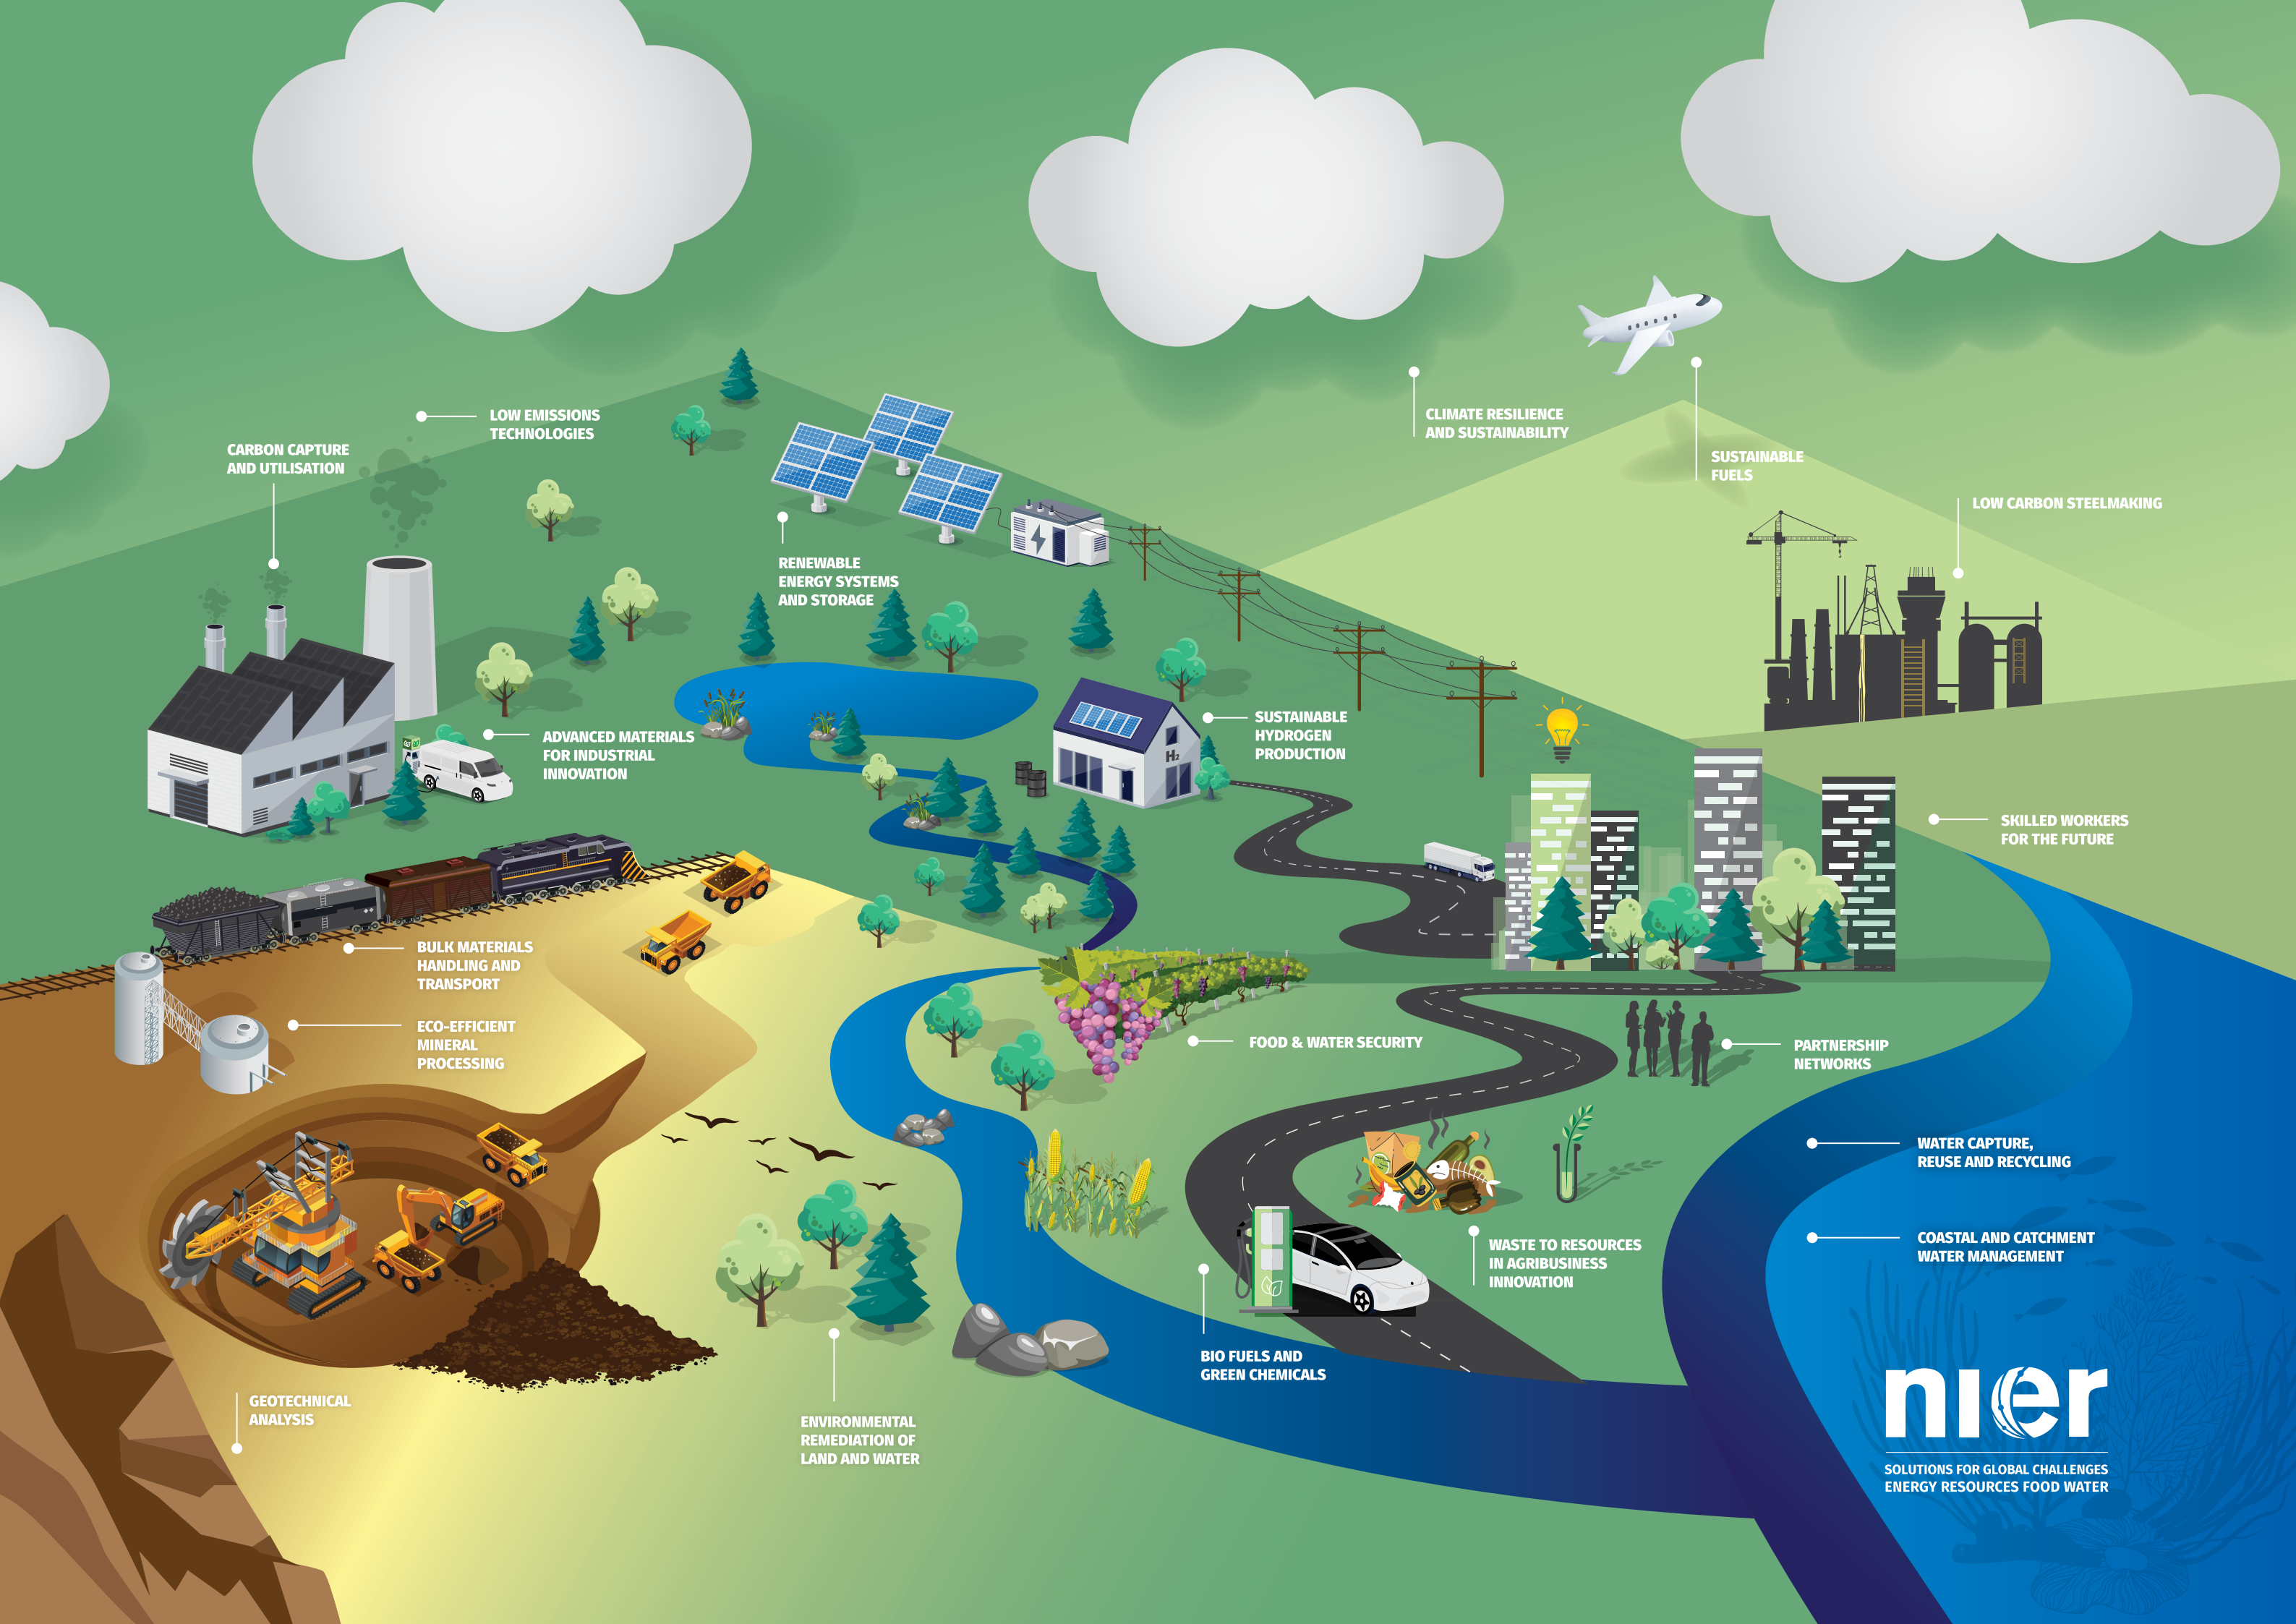 LOW EMISSIONS
TECHNOLOGIES
CARBON CAPTURE
AND UTILISATION
CLIMATE RESILIENCE
AND SUSTAINABILITY
SUSTAINABLE
FUELS
LOW CARBON STEELMAKING
RENEWABLE
ENERGY SYSTEMS
AND STORAGE
ADVANCED MATERIALS
FOR INDUSTRIAL
INNOVATION
SUSTAINABLE
HYDROGEN
PRODUCTION
H₂
SKILLED WORKERS
FOR THE FUTURE
BULK MATERIALS
HANDLING AND
TRANSPORT
ECO-EFFICIENT
MINERAL
PROCESSING
FOOD & WATER SECURITY
PARTNERSHIP
NETWORKS
WATER CAPTURE,
REUSE AND RECYCLING
COASTAL AND CATCHMENT
WATER MANAGEMENT
WASTE TO RESOURCES
IN AGRIBUSINESS
INNOVATION
BIO FUELS AND
GREEN CHEMICALS
GEOTECHNICAL
ANALYSIS
ENVIRONMENTAL
REMEDIATION OF
LAND AND WATER
nier
SOLUTIONS FOR GLOBAL CHALLENGES
ENERGY RESOURCES FOOD WATER